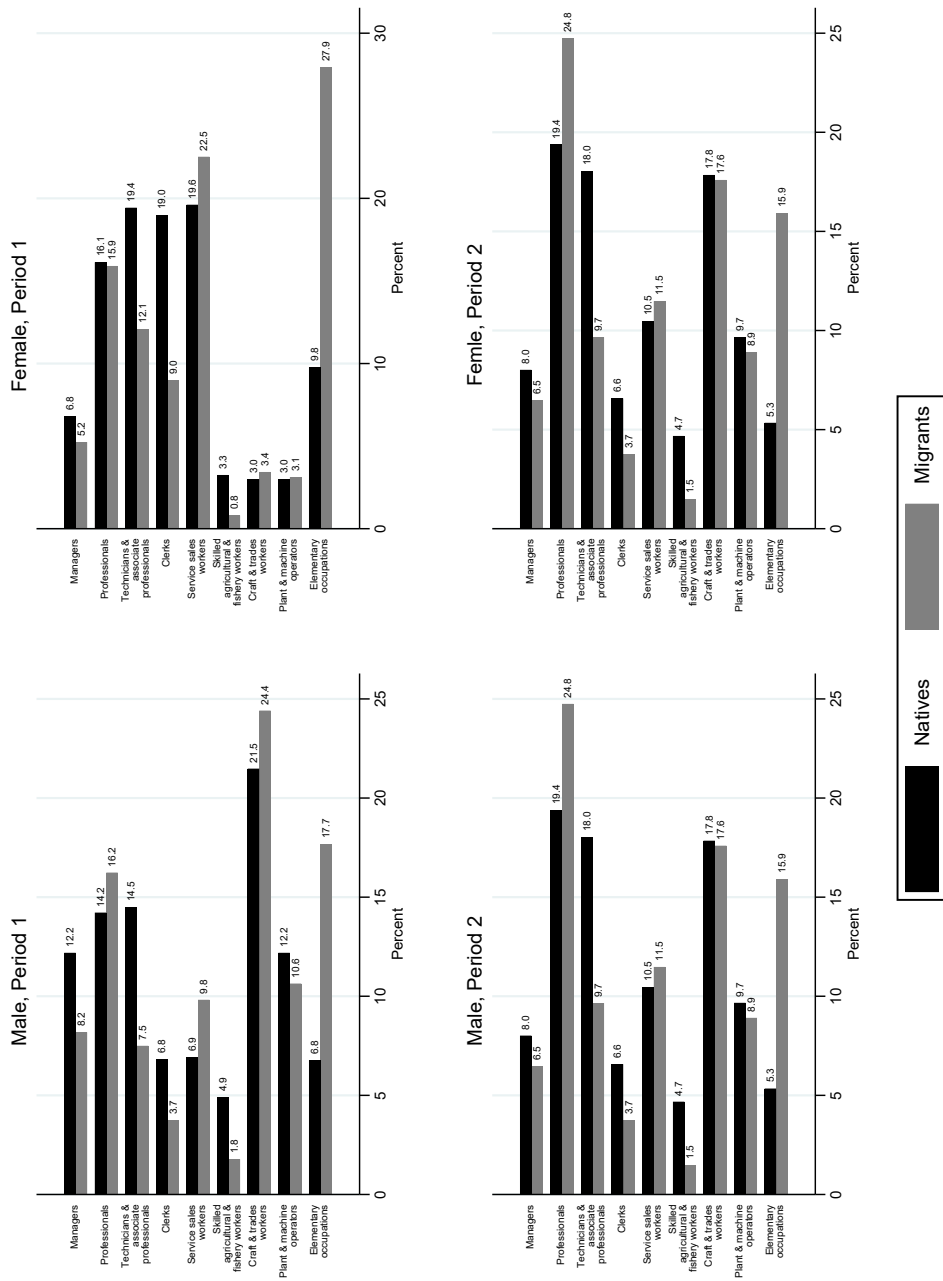 Male, Period 1
Managers
Professionals
Technicians &
associate
professionals
Clerks
Service sales
workers
Skilled
agricultural &
fishery workers
Craft & trades
workers
Plant & machine
operators
Elementary
occupations
12.2
8.2
14.2
16.2
14.5
7.5
6.8
3.7
6.9
9.8
4.9
1.8
21.5
24.4
12.2
10.6
6.8
17.7
0 5 10 15 20 25
Percent
Female, Period 1
Managers
Professionals
Technicians &
associate
professionals
Clerks
Service sales
workers
Skilled
agricultural &
fishery workers
Craft & trades
workers
Plant & machine
operators
Elementary
occupations
6.8
5.2
16.1
15.9
19.4
12.1
19.0
9.0
19.6
22.5
3.3
0.8
3.0
3.4
3.0
3.1
9.8
27.9
0 10 20 30
Percent
Male, Period 2
Managers
Professionals
Technicians &
associate
professionals
Clerks
Service sales
workers
Skilled
agricultural &
fishery workers
Craft & trades
workers
Plant & machine
operators
Elementary
occupations
8.0
6.5
19.4
24.8
18.0
9.7
6.6
3.7
10.5
11.5
4.7
1.5
17.8
17.6
9.7
8.9
5.3
15.9
0 5 10 15 20 25
Percent
Femle, Period 2
Managers
Professionals
Technicians &
associate
professionals
Clerks
Service sales
workers
Skilled
agricultural &
fishery workers
Craft & trades
workers
Plant & machine
operators
Elementary
occupations
8.0
6.5
19.4
24.8
18.0
9.7
6.6
3.7
10.5
11.5
4.7
1.5
17.8
17.6
9.7
8.9
5.3
15.9
0 5 10 15 20 25
Percent
Natives Migrants